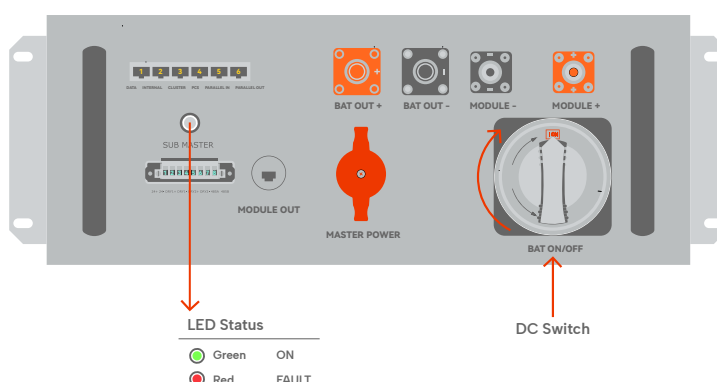 1 2 3 4 5 6
DATA INTERNAL CLUSTER PCS PARALLEL IN PARALLEL OUT
BAT OUT + BAT OUT - MODULE - MODULE +
SUB MASTER
ON
MODULE OUT
MASTER POWER
BAT ON/OFF
LED Status
DC Switch
Green ON
Red FAULT